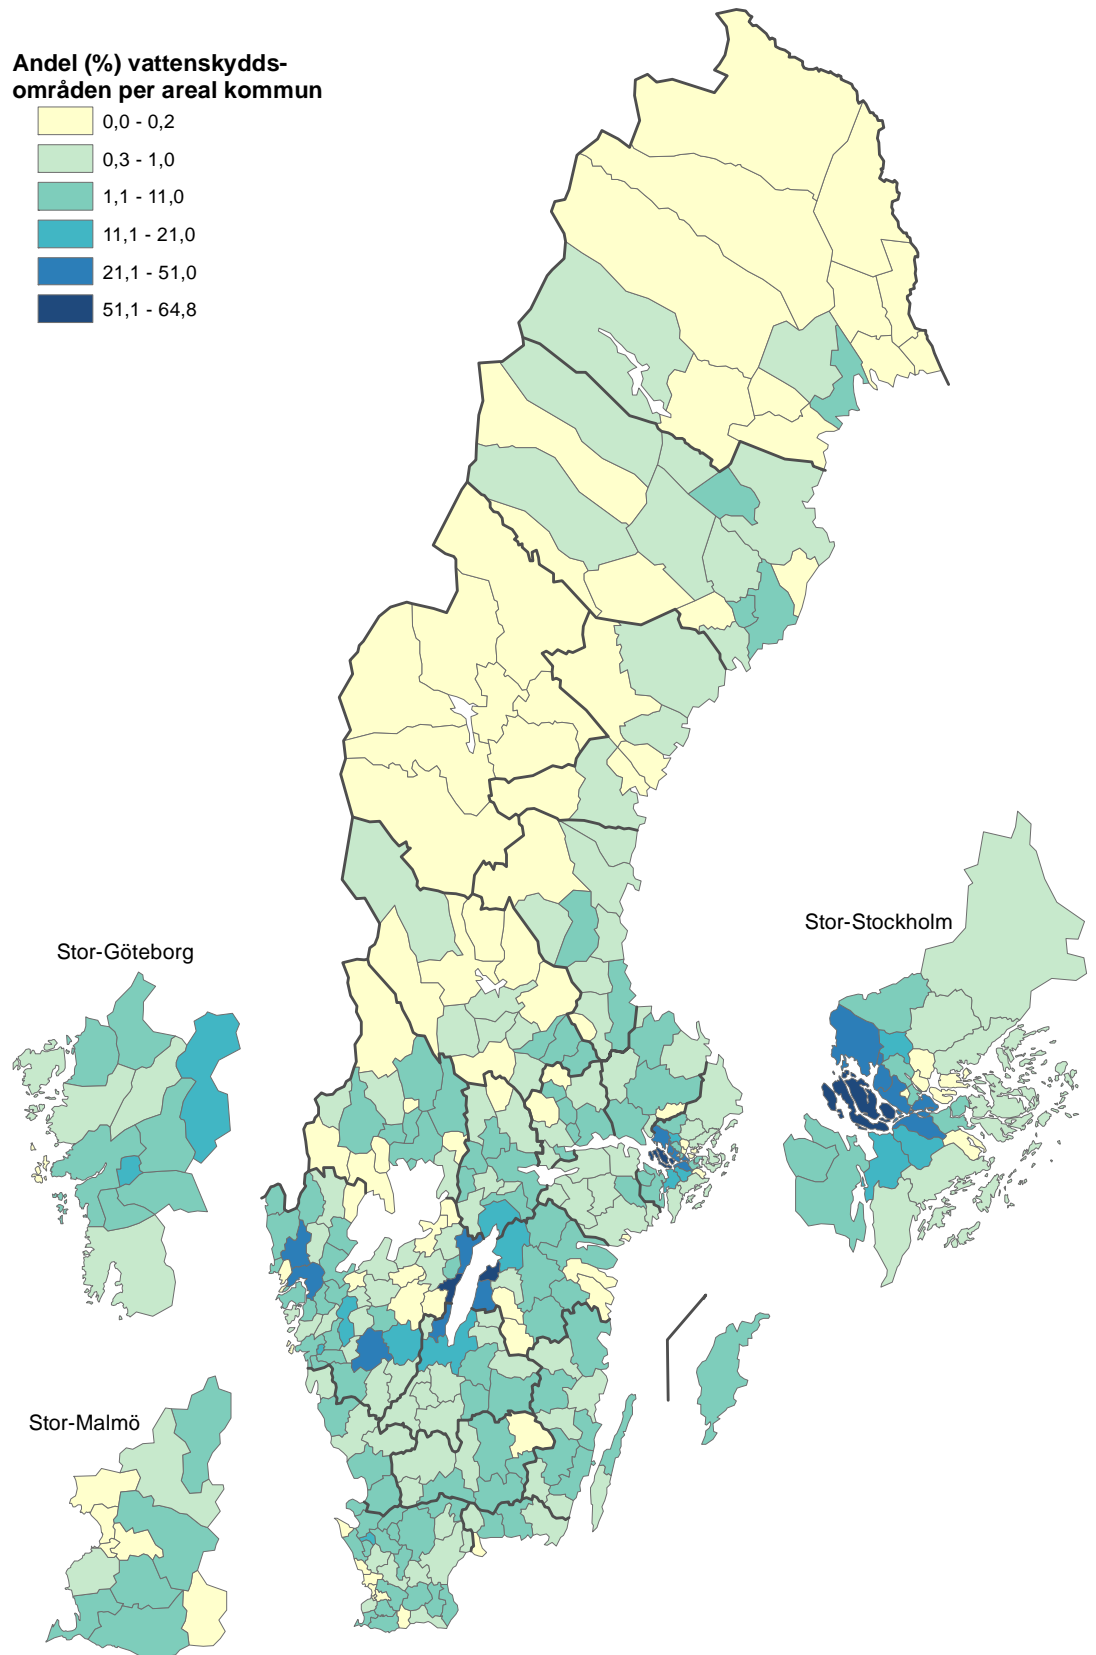 Andel (%) vattenskydds-
områden per areal kommun
0,0 - 0,2
0,3 - 1,0
1,1 - 11,0
11,1 - 21,0
21,1 - 51,0
51,1 - 64,8
Stor-Stockholm
Stor-Göteborg
Stor-Malmö